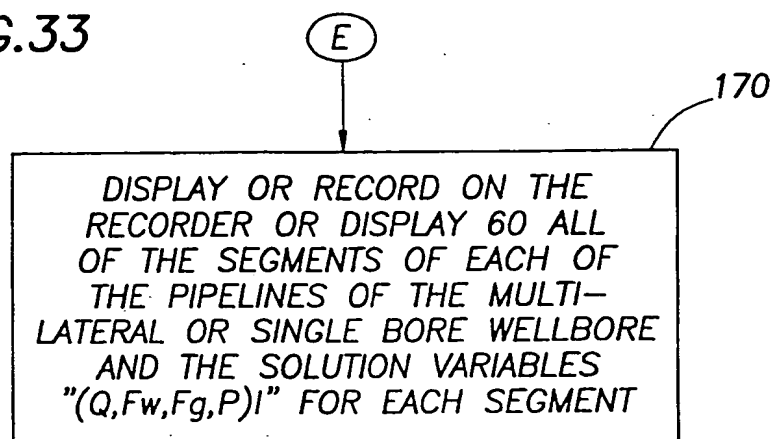 G.33
E
170
DISPLAY OR RECORD ON THE
RECORDER OR DISPLAY 60 ALL
OF THE SEGMENTS OF EACH OF
THE PIPELINES OF THE MULTI–
LATERAL OR SINGLE BORE WELLBORE
AND THE SOLUTION VARIABLES
"(Q,Fw,Fg,P)I" FOR EACH SEGMENT